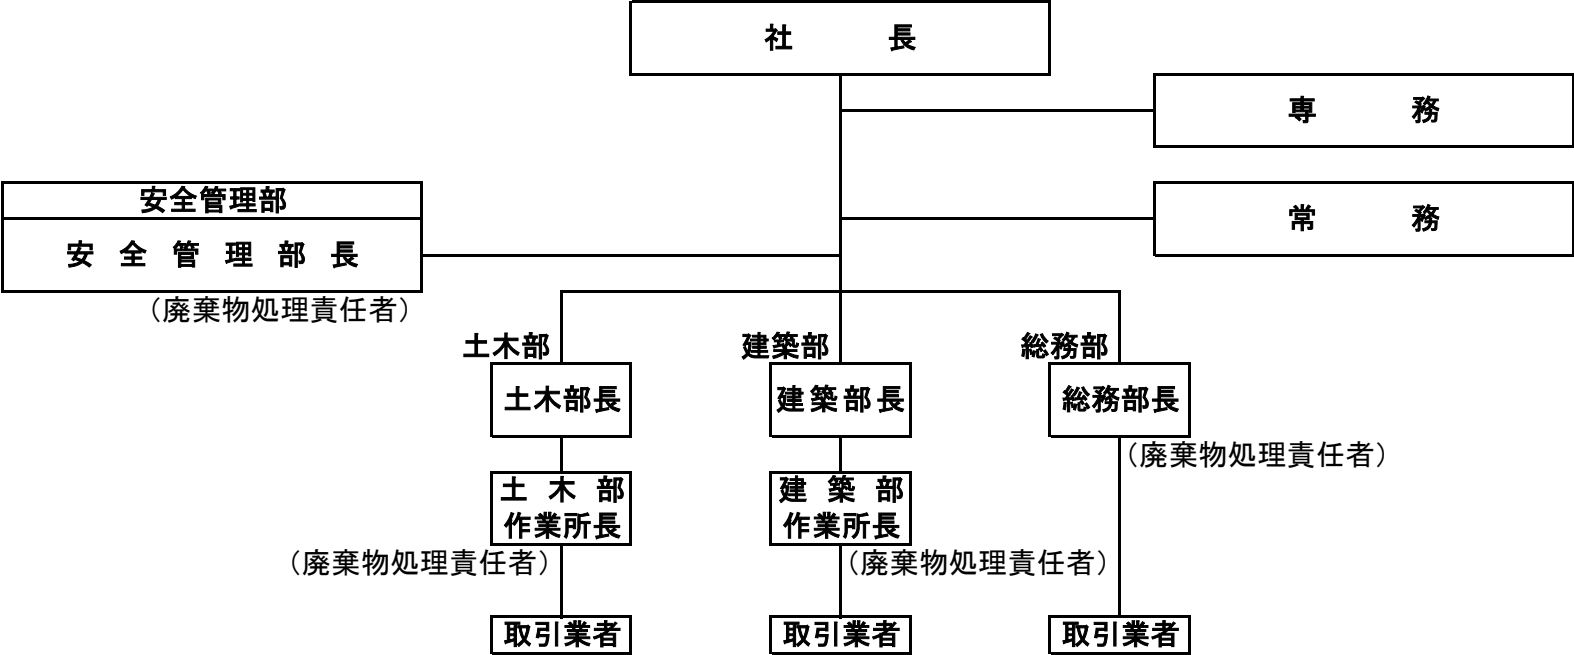 社長
専務
安全管理部
常務
安全管理部長
（廃棄物処理責任者）
土木部
建築部
総務部
土木部長
建築部長
総務部長
（廃棄物処理責任者）
土木部
作業所長
建築部
作業所長
（廃棄物処理責任者）
（廃棄物処理責任者）
取引業者
取引業者
取引業者